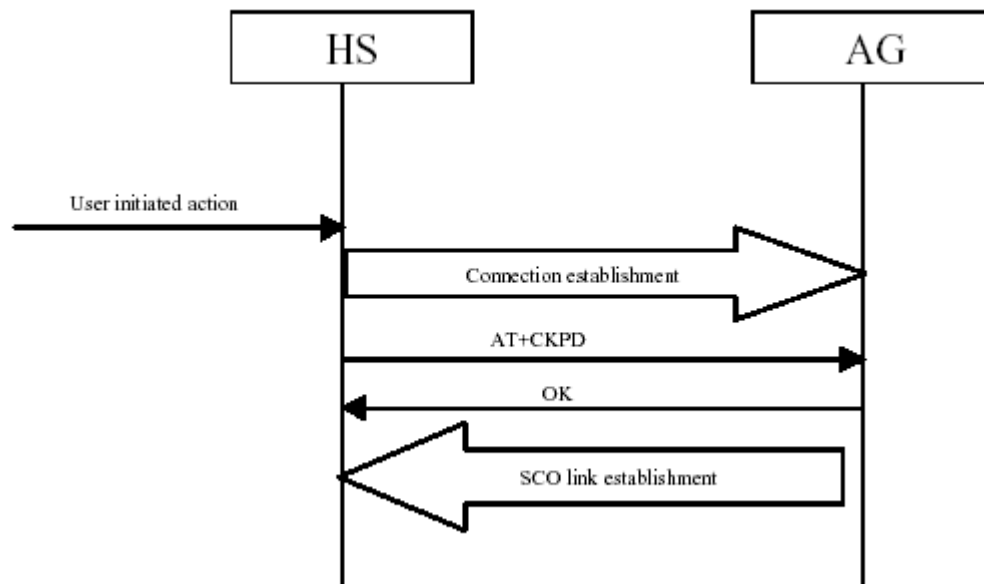 HS
AG
User initiated action
Connection establishment
AT+CKPD
OK
SCO link establishment